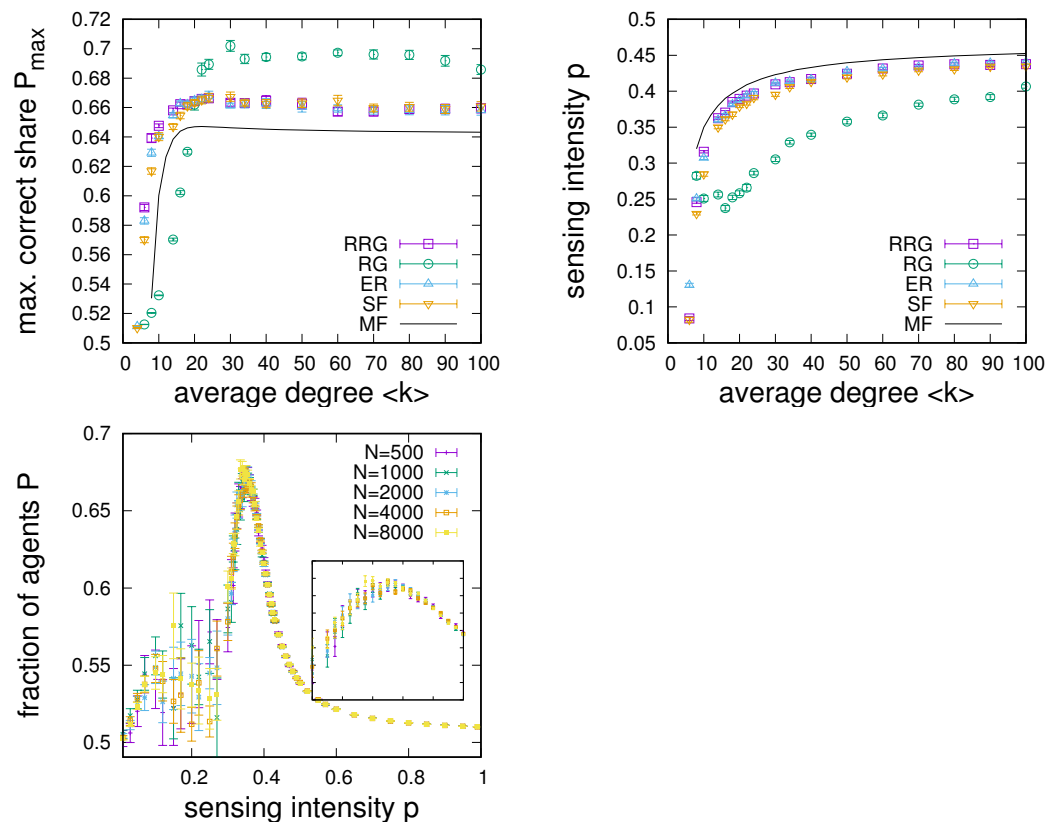 max. correct share P_max
0.7
0.68
0.66
0.64
0.62
0.6
0.58
0.56
0.54
0.52
0.5
0 10 20 30 40 50 60 70 80 90 100
average degree <k>
RRG
RG
ER
SF
MF
sensing intensity p
0.45
0.4
0.35
0.3
0.25
0.2
0.15
0.1
0.05
0 10 20 30 40 50 60 70 80 90 100
average degree <k>
RRG
RG
ER
SF
MF
fraction of agents P
0.7
0.65
0.6
0.55
0.5
0.2 0.4 0.6 0.8 1
sensing intensity p
N=500
N=1000
N=2000
N=4000
N=8000